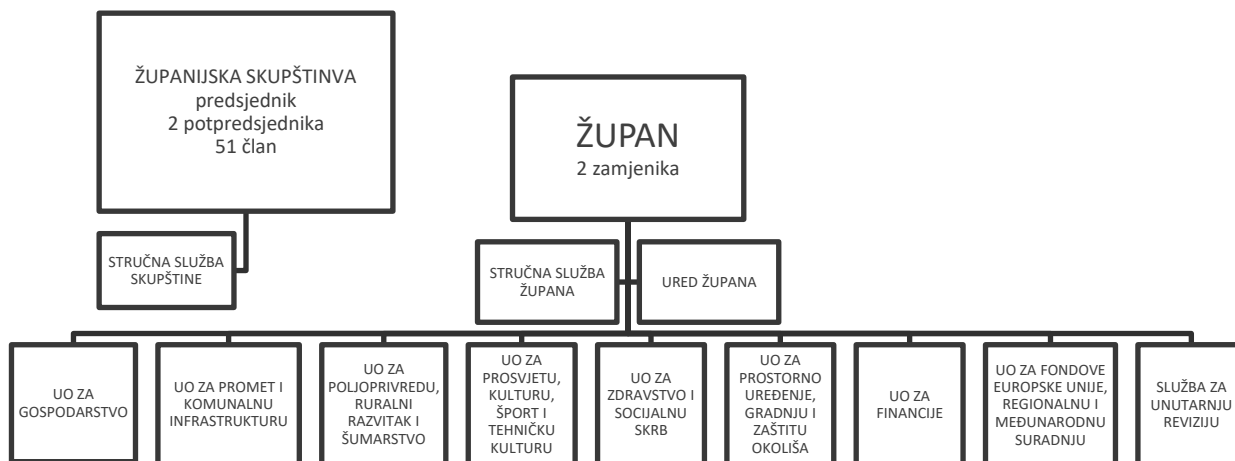 ŽUPANIJSKA SKUPŠTINVA
predsjednik
2 potpredsjednika
51 član
ŽUPAN
2 zamjenika
STRUČNA SLUŽBA
SKUPŠTINE
STRUČNA SLUŽBA
ŽUPANA
URED ŽUPANA
UO ZA
GOSPODARSTVO
UO ZA PROMET I
KOMUNALNU
INFRASTRUKTURU
UO ZA
POLJOPRIVREDU,
RURALNI
RAZVITAK I
ŠUMARSTVO
UO ZA
PROSVJETU,
KULTURU,
ŠPORT I
TEHNIČKU
KULTURU
UO ZA
ZDRAVSTVO I
SOCIJALNU
SKRB
UO ZA
PROSTORNO
UREĐENJE,
GRADNJU I
ZAŠTITU
OKOLIŠA
UO ZA
FINANCIJE
UO ZA FONDOVE
EUROPSKE UNIJE,
REGIONALNU I
MEĐUNARODNU
SURADNJU
SLUŽBA ZA
UNUTARNJU
REVIZIJU